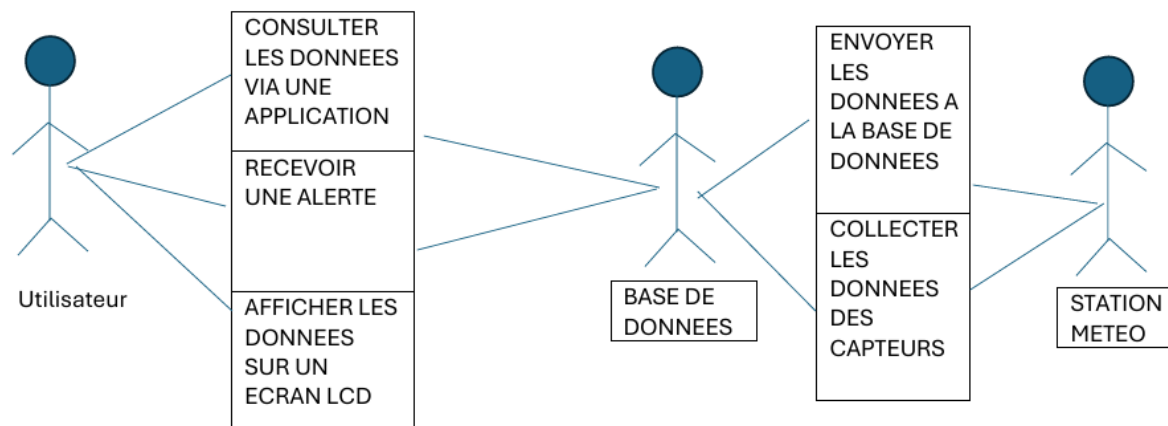 CONSULTER
LES DONNEES
VIA UNE
APPLICATION
RECEVOIR
UNE ALERTE
AFFICHER LES
DONNEES
SUR UN
ECRAN LCD
Utilisateur
BASE DE
DONNEES
ENVOYER
LES
DONNEES A
LA BASE DE
DONNEES
COLLECTER
LES
DONNEES
DES
CAPTEURS
STATION
METEO